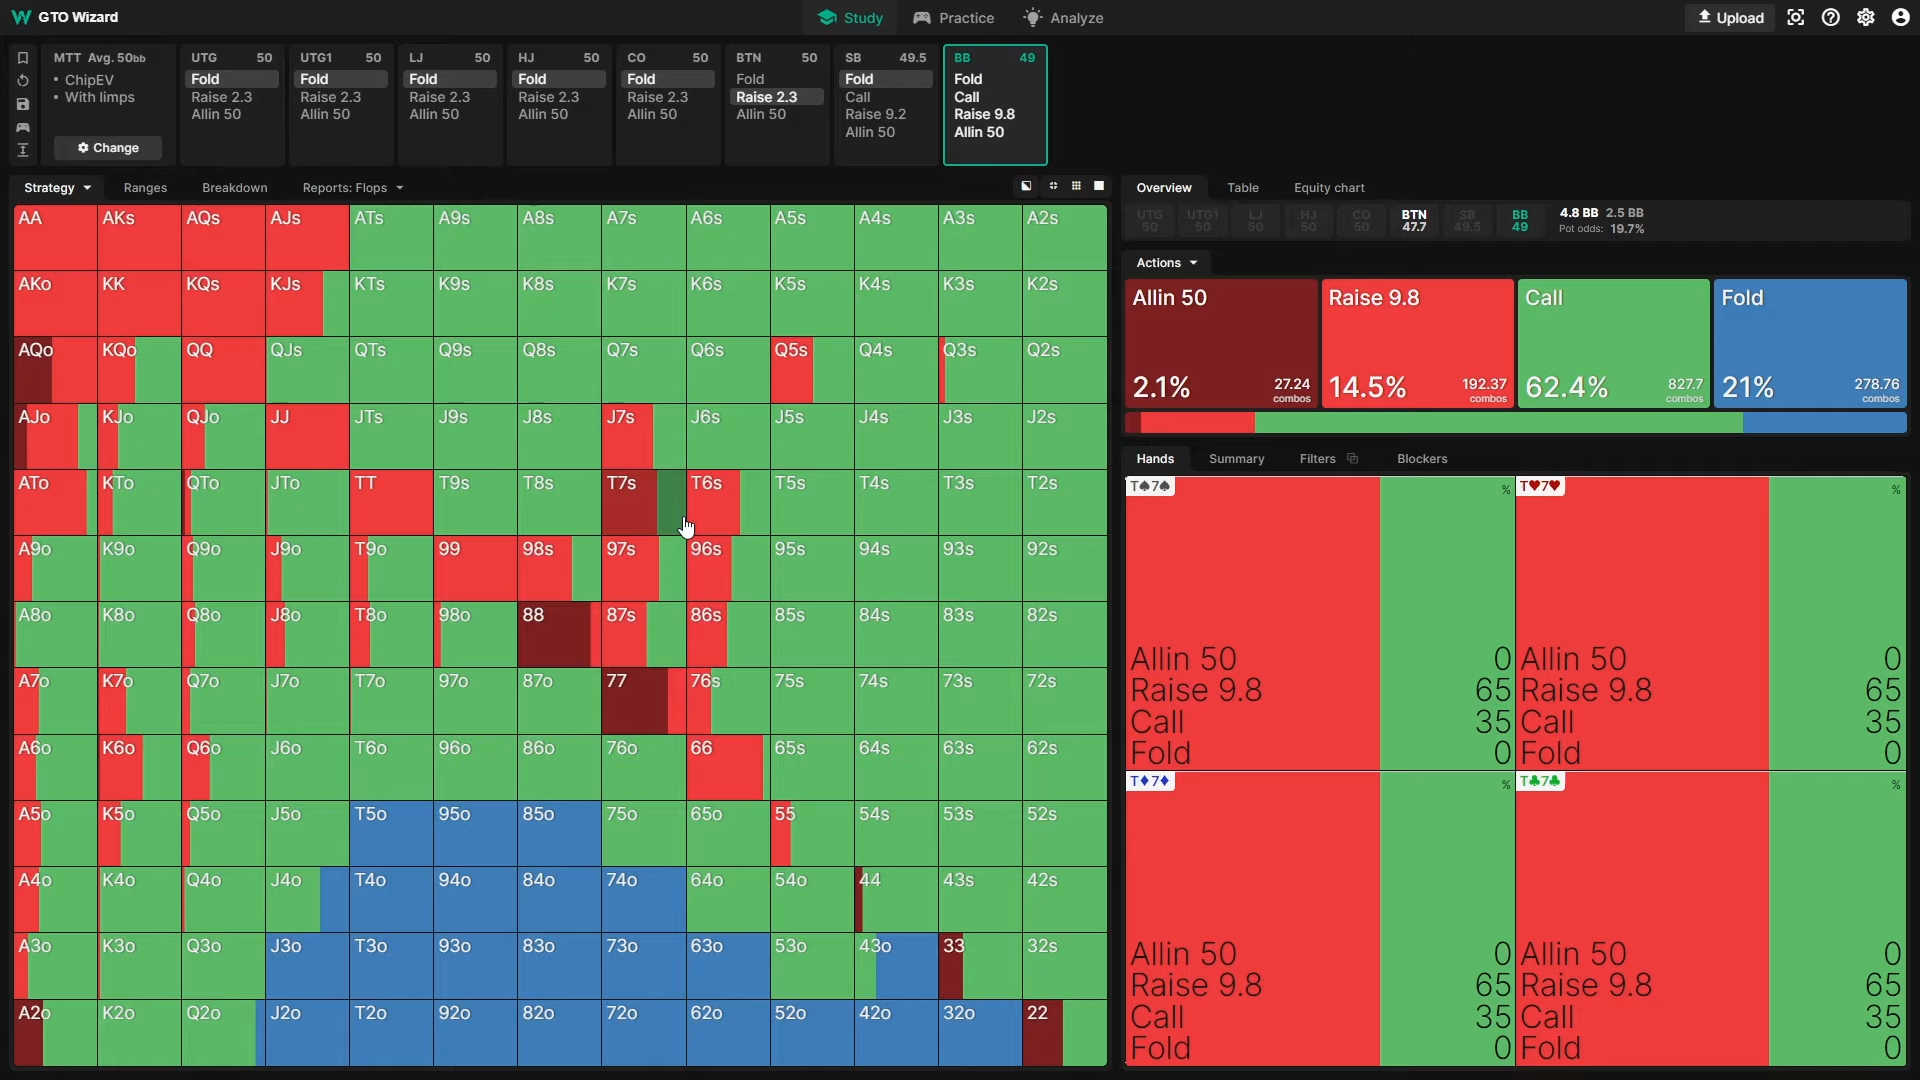 GTO Wizard
Study
Practice
Analyze
Upload
MTT Avg. 50bb
• ChipEV
• With limps
Change
UTG 50
Fold
Raise 2.3
Allin 50
UTG1 50
Fold
Raise 2.3
Allin 50
LJ 50
Fold
Raise 2.3
Allin 50
HJ 50
Fold
Raise 2.3
Allin 50
CO 50
Fold
Raise 2.3
Allin 50
BTN 50
Fold
Raise 2.3
Allin 50
SB 49.5
Fold
Call
Raise 9.2
Allin 50
BB 49
Fold
Call
Raise 9.8
Allin 50
Strategy Ranges Breakdown Reports: Flops
AA AKs AQs AJs ATs A9s A8s A7s A6s A5s A4s A3s A2s
AKo KK KQs KJs KTs K9s K8s K7s K6s K5s K4s K3s K2s
AQo KQo QQ QJs QTs Q9s Q8s Q7s Q6s Q5s Q4s Q3s Q2s
AJo KJo QJo JJ JTs J9s J8s J7s J6s J5s J4s J3s J2s
ATo KTo QTo JTo TT T9s T8s T7s T6s T5s T4s T3s T2s
A9o K9o Q9o J9o T9o 99 98s 97s 96s 95s 94s 93s 92s
A8o K8o Q8o J8o T8o 98o 88 87s 86s 85s 84s 83s 82s
A7o K7o Q7o J7o T7o 97o 87o 77 76s 75s 74s 73s 72s
A6o K6o Q6o J6o T6o 96o 86o 76o 66 65s 64s 63s 62s
A5o K5o Q5o J5o T5o 95o 85o 75o 65o 55 54s 53s 52s
A4o K4o Q4o J4o T4o 94o 84o 74o 64o 54o 44 43s 42s
A3o K3o Q3o J3o T3o 93o 83o 73o 63o 53o 43o 33 32s
A2o K2o Q2o J2o T2o 92o 82o 72o 62o 52o 42o 32o 22
Overview Table Equity chart
UTG UTG1 LJ HJ CO BTN SB BB 4.8 BB 2.5 BB
50 50 50 50 50 47.7 49.5 49 Pot odds: 19.7%
Actions
Allin 50
2.1%
27.24
combos
Raise 9.8
14.5%
192.37
combos
Call
62.4%
827.7
combos
Fold
21%
278.76
combos
Hands Summary Filters Blockers
T♠7♠ %
Allin 50 0
Raise 9.8 65
Call 35
Fold 0
T♥7♥ %
Allin 50 0
Raise 9.8 65
Call 35
Fold 0
T♦7♦ %
Allin 50 0
Raise 9.8 65
Call 35
Fold 0
T♣7♣ %
Allin 50 0
Raise 9.8 65
Call 35
Fold 0